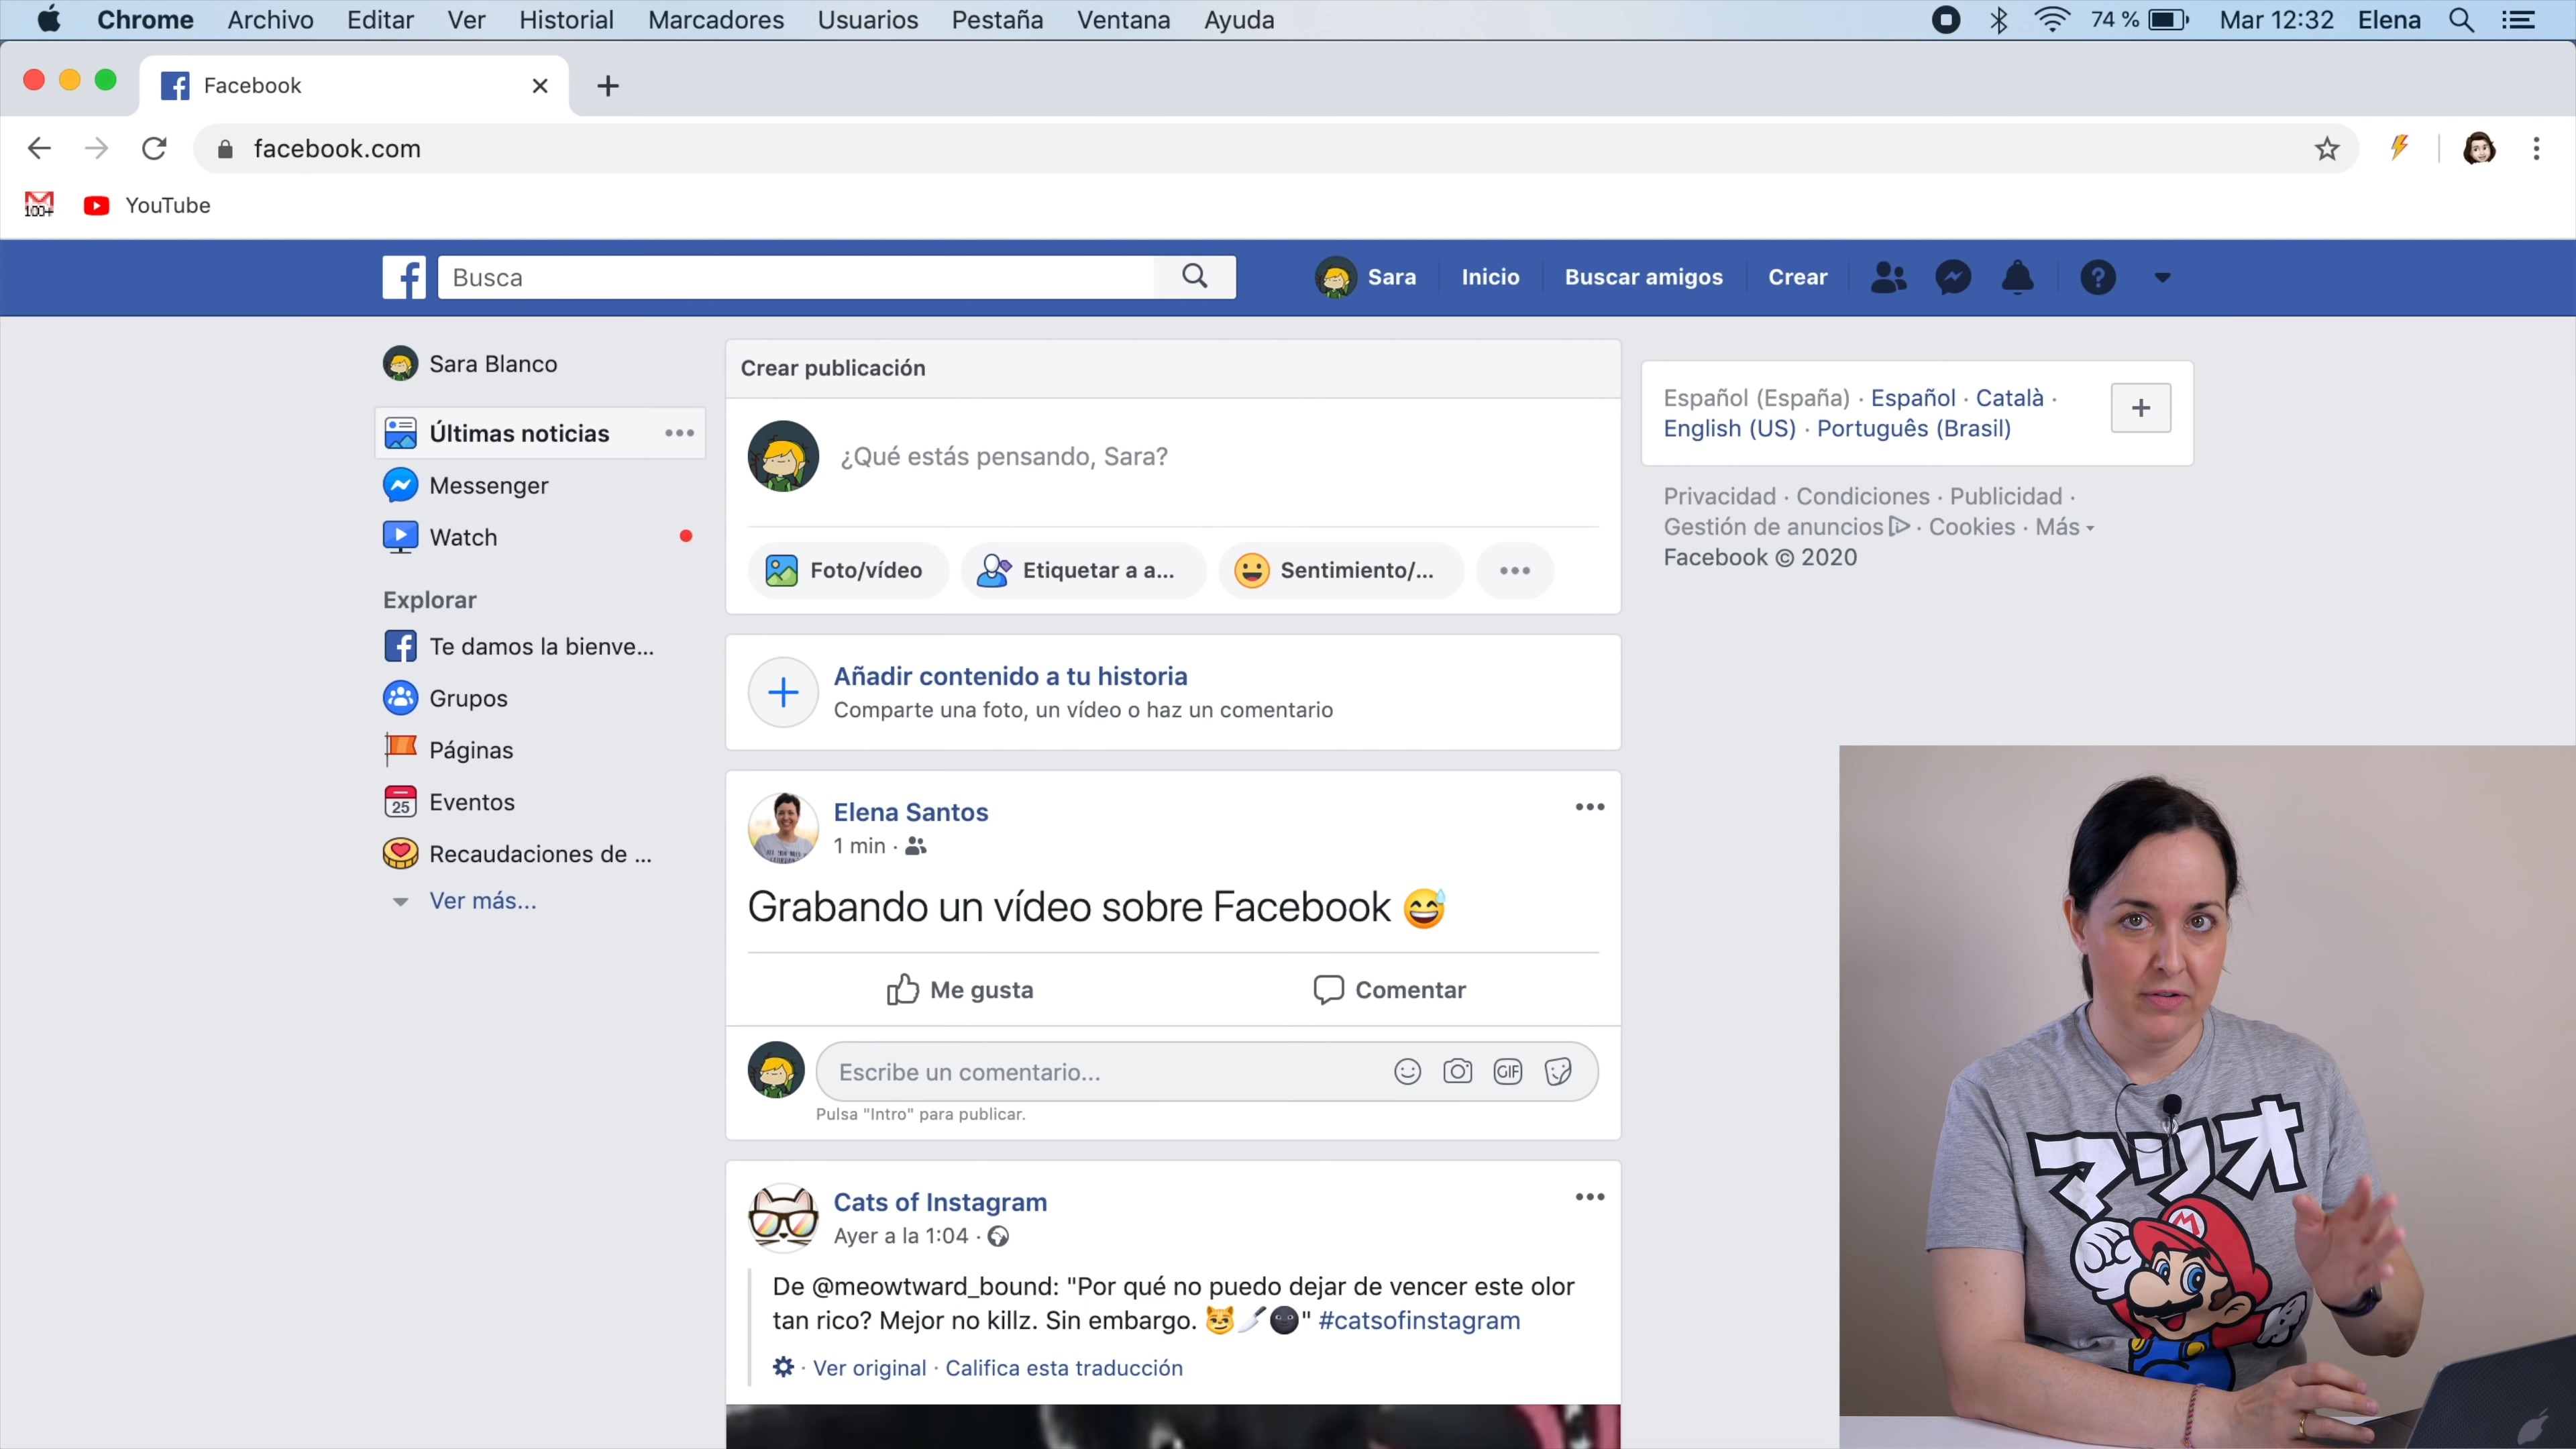 Chrome Archivo Editar Ver Historial Marcadores Usuarios Pestaña Ventana Ayuda 74 % Mar 12:32 Elena
Facebook
facebook.com
100+ YouTube
Busca Sara Inicio Buscar amigos Crear
Sara Blanco
Últimas noticias
Messenger
Watch
Explorar
Te damos la bienve...
Grupos
Páginas
25 Eventos
Recaudaciones de ...
Ver más...
Crear publicación
¿Qué estás pensando, Sara?
Foto/vídeo Etiquetar a a... Sentimiento/...
Añadir contenido a tu historia
Comparte una foto, un vídeo o haz un comentario
Elena Santos
1 min ·
Grabando un vídeo sobre Facebook 😅
Me gusta Comentar
Escribe un comentario... GIF
Pulsa "Intro" para publicar.
Cats of Instagram
Ayer a la 1:04 ·
De @meowtward_bound: "Por qué no puedo dejar de vencer este olor
tan rico? Mejor no killz. Sin embargo. 😼🔪🌚" #catsofinstagram
· Ver original · Califica esta traducción
Español (España) · Español · Català ·
English (US) · Português (Brasil)
Privacidad · Condiciones · Publicidad ·
Gestión de anuncios · Cookies · Más
Facebook © 2020
マリオ
M